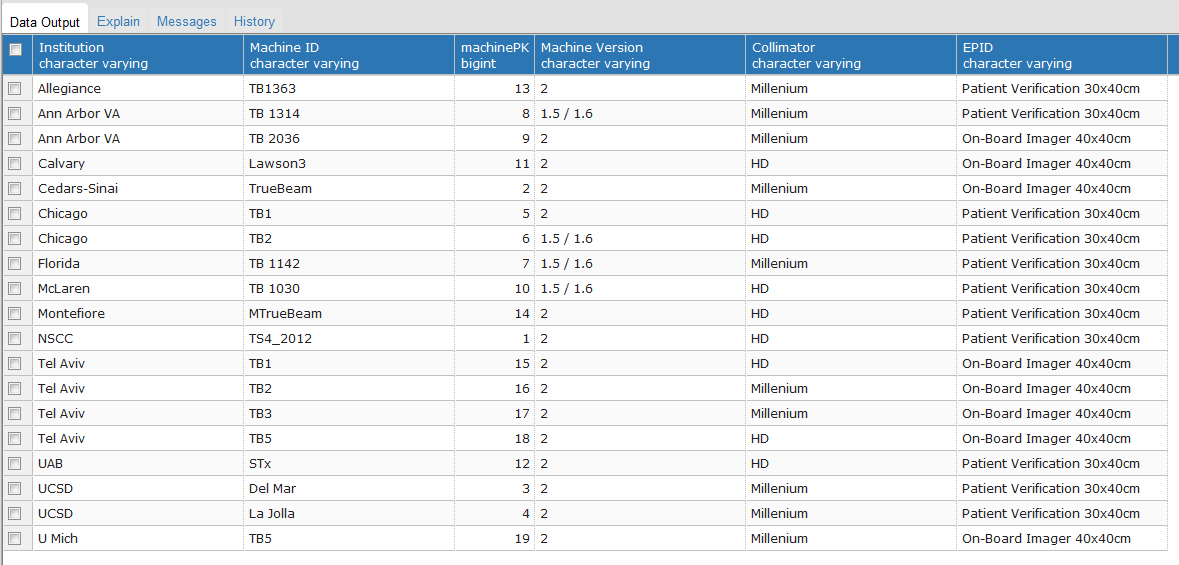 Data Output Explain Messages History
Institution Machine ID machinePK Machine Version Collimator EPID
character varying character varying bigint character varying character varying character varying
Allegiance TB1363 13 2 Millenium Patient Verification 30x40cm
Ann Arbor VA TB 1314 8 1.5 / 1.6 Millenium Patient Verification 30x40cm
Ann Arbor VA TB 2036 9 2 Millenium On-Board Imager 40x40cm
Calvary Lawson3 11 2 HD On-Board Imager 40x40cm
Cedars-Sinai TrueBeam 2 2 Millenium On-Board Imager 40x40cm
Chicago TB1 5 2 HD Patient Verification 30x40cm
Chicago TB2 6 1.5 / 1.6 HD Patient Verification 30x40cm
Florida TB 1142 7 1.5 / 1.6 Millenium Patient Verification 30x40cm
McLaren TB 1030 10 1.5 / 1.6 HD Patient Verification 30x40cm
Montefiore MTrueBeam 14 2 HD Patient Verification 30x40cm
NSCC TS4_2012 1 2 HD Patient Verification 30x40cm
Tel Aviv TB1 15 2 HD On-Board Imager 40x40cm
Tel Aviv TB2 16 2 Millenium On-Board Imager 40x40cm
Tel Aviv TB3 17 2 Millenium On-Board Imager 40x40cm
Tel Aviv TB5 18 2 HD On-Board Imager 40x40cm
UAB STx 12 2 HD Patient Verification 30x40cm
UCSD Del Mar 3 2 Millenium Patient Verification 30x40cm
UCSD La Jolla 4 2 Millenium Patient Verification 30x40cm
U Mich TB5 19 2 Millenium On-Board Imager 40x40cm